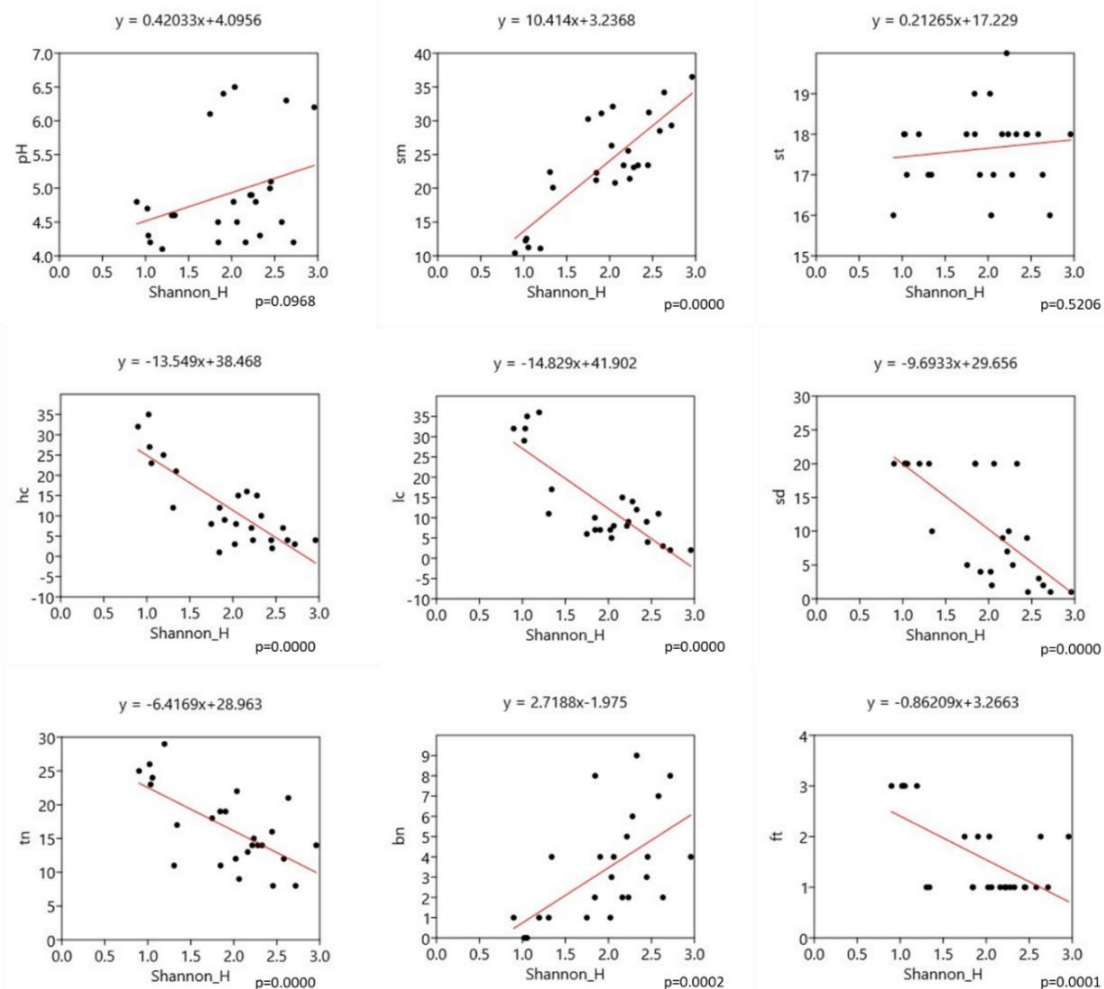 y = 0.42033x+4.0956
7.0
6.5
6.0
5.5
5.0
4.5
4.0
pH
0.0 0.5 1.0 1.5 2.0 2.5 3.0
Shannon_H
p=0.0968
y = 10.414x+3.2368
40
35
30
25
20
15
10
sm
0.0 0.5 1.0 1.5 2.0 2.5 3.0
Shannon_H
p=0.0000
y = 0.21265x+17.229
19
18
17
16
15
st
0.0 0.5 1.0 1.5 2.0 2.5 3.0
Shannon_H
p=0.5206
y = -13.549x+38.468
35
30
25
20
15
10
5
0
-5
-10
hc
0.0 0.5 1.0 1.5 2.0 2.5 3.0
Shannon_H
p=0.0000
y = -14.829x+41.902
35
30
25
20
15
10
5
0
-5
-10
lc
0.0 0.5 1.0 1.5 2.0 2.5 3.0
Shannon_H
p=0.0000
y = -9.6933x+29.656
30
25
20
15
10
5
0
sd
0.0 0.5 1.0 1.5 2.0 2.5 3.0
Shannon_H
p=0.0000
y = -6.4169x+28.963
30
25
20
15
10
5
0
tn
0.0 0.5 1.0 1.5 2.0 2.5 3.0
Shannon_H
p=0.0000
y = 2.7188x-1.975
9
8
7
6
5
4
3
2
1
0
bn
0.0 0.5 1.0 1.5 2.0 2.5 3.0
Shannon_H
p=0.0002
y = -0.86209x+3.2663
4
3
2
1
0
ft
0.0 0.5 1.0 1.5 2.0 2.5 3.0
Shannon_H
p=0.0001